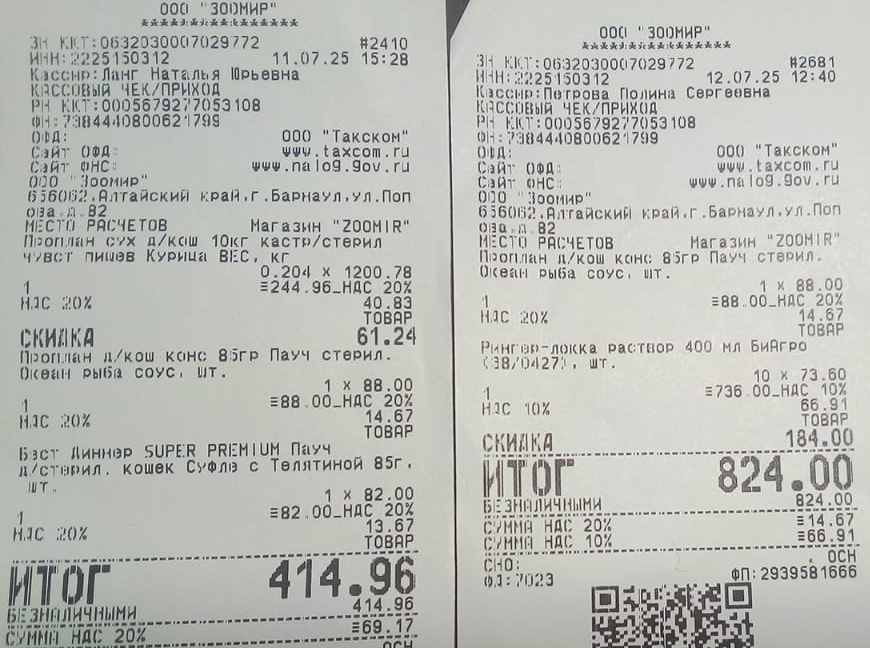 ООО "ЗООМИР"
********************
ЗН ККТ:0632030007029772 #2410
ИНН:2225150312 11.07.25 15:28
Кассир:Ланг Наталья Юрьевна
КАССОВЫЙ ЧЕК/ПРИХОД
РН ККТ:0005679277053108
ФН:7384440800621799
ОФД: ООО "Такском"
Сайт ОФД: www.taxcom.ru
Сайт ФНС: www.nalog.gov.ru
ООО "Зоомир"
656062,Алтайский край,г.Барнаул,ул.Поп
ова,д.82
МЕСТО РАСЧЕТОВ Магазин "ZOOMIR"
Проплан сух д/кош 10кг кастр/стерил
чувст пищев Курица ВЕС, кг
0.204 x 1200.78
1 ≡244.96_НДС 20%
НДС 20% 40.83
ТОВАР
СКИДКА 61.24
Проплан д/кош конс 85гр Пауч стерил.
Океан рыба соус, шт.
1 x 88.00
1 ≡88.00_НДС 20%
НДС 20% 14.67
ТОВАР
Бест Диннер SUPER PREMIUM Пауч
д/стерил. кошек Суфле с Телятиной 85г,
шт.
1 x 82.00
1 ≡82.00_НДС 20%
НДС 20% 13.67
ТОВАР
ИТОГ 414.96
БЕЗНАЛИЧНЫМИ 414.96
СУММА НДС 20% ≡69.17
ОСН
ООО "ЗООМИР"
********************
ЗН ККТ:0632030007029772 #2681
ИНН:2225150312 12.07.25 12:40
Кассир:Петрова Полина Сергеевна
КАССОВЫЙ ЧЕК/ПРИХОД
РН ККТ:0005679277053108
ФН:7384440800621799
ОФД: ООО "Такском"
Сайт ОФД: www.taxcom.ru
Сайт ФНС: www.nalog.gov.ru
ООО "Зоомир"
656062,Алтайский край,г.Барнаул,ул.Поп
ова,д.82
МЕСТО РАСЧЕТОВ Магазин "ZOOMIR"
Проплан д/кош конс 85гр Пауч стерил.
Океан рыба соус, шт.
1 x 88.00
1 ≡88.00_НДС 20%
НДС 20% 14.67
ТОВАР
Рингер-локка раствор 400 мл БиАгро
(38/0427), шт.
10 x 73.60
1 ≡736.00_НДС 10%
НДС 10% 66.91
ТОВАР
СКИДКА 184.00
ИТОГ 824.00
БЕЗНАЛИЧНЫМИ 824.00
СУММА НДС 20% ≡14.67
СУММА НДС 10% ≡66.91
СНО: ОСН
ФД:7023 ФП:2939581666